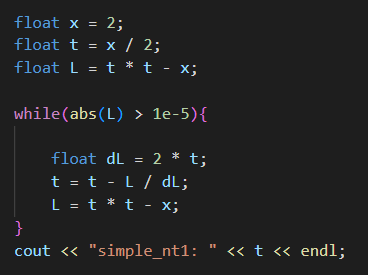 float x = 2;
float t = x / 2;
float L = t * t - x;
while(abs(L) > 1e-5){
float dL = 2 * t;
t = t - L / dL;
L = t * t - x;
}
cout << "simple_nt1: " << t << endl;